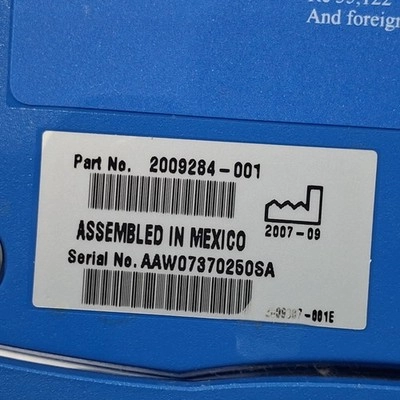 And foreign
Part No. 2009284-001
2007-09
ASSEMBLED IN MEXICO
Serial No. AAW07370250SA